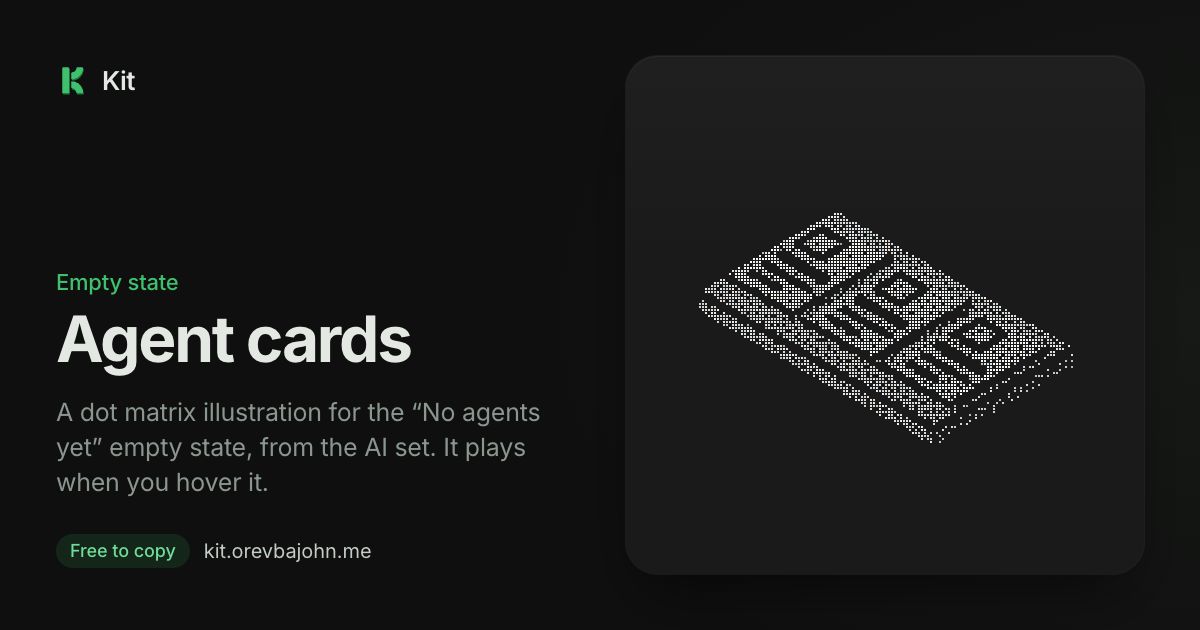 Kit
Empty state
Agent cards
A dot matrix illustration for the “No agents
yet” empty state, from the AI set. It plays
when you hover it.
Free to copy
kit.orevbajohn.me